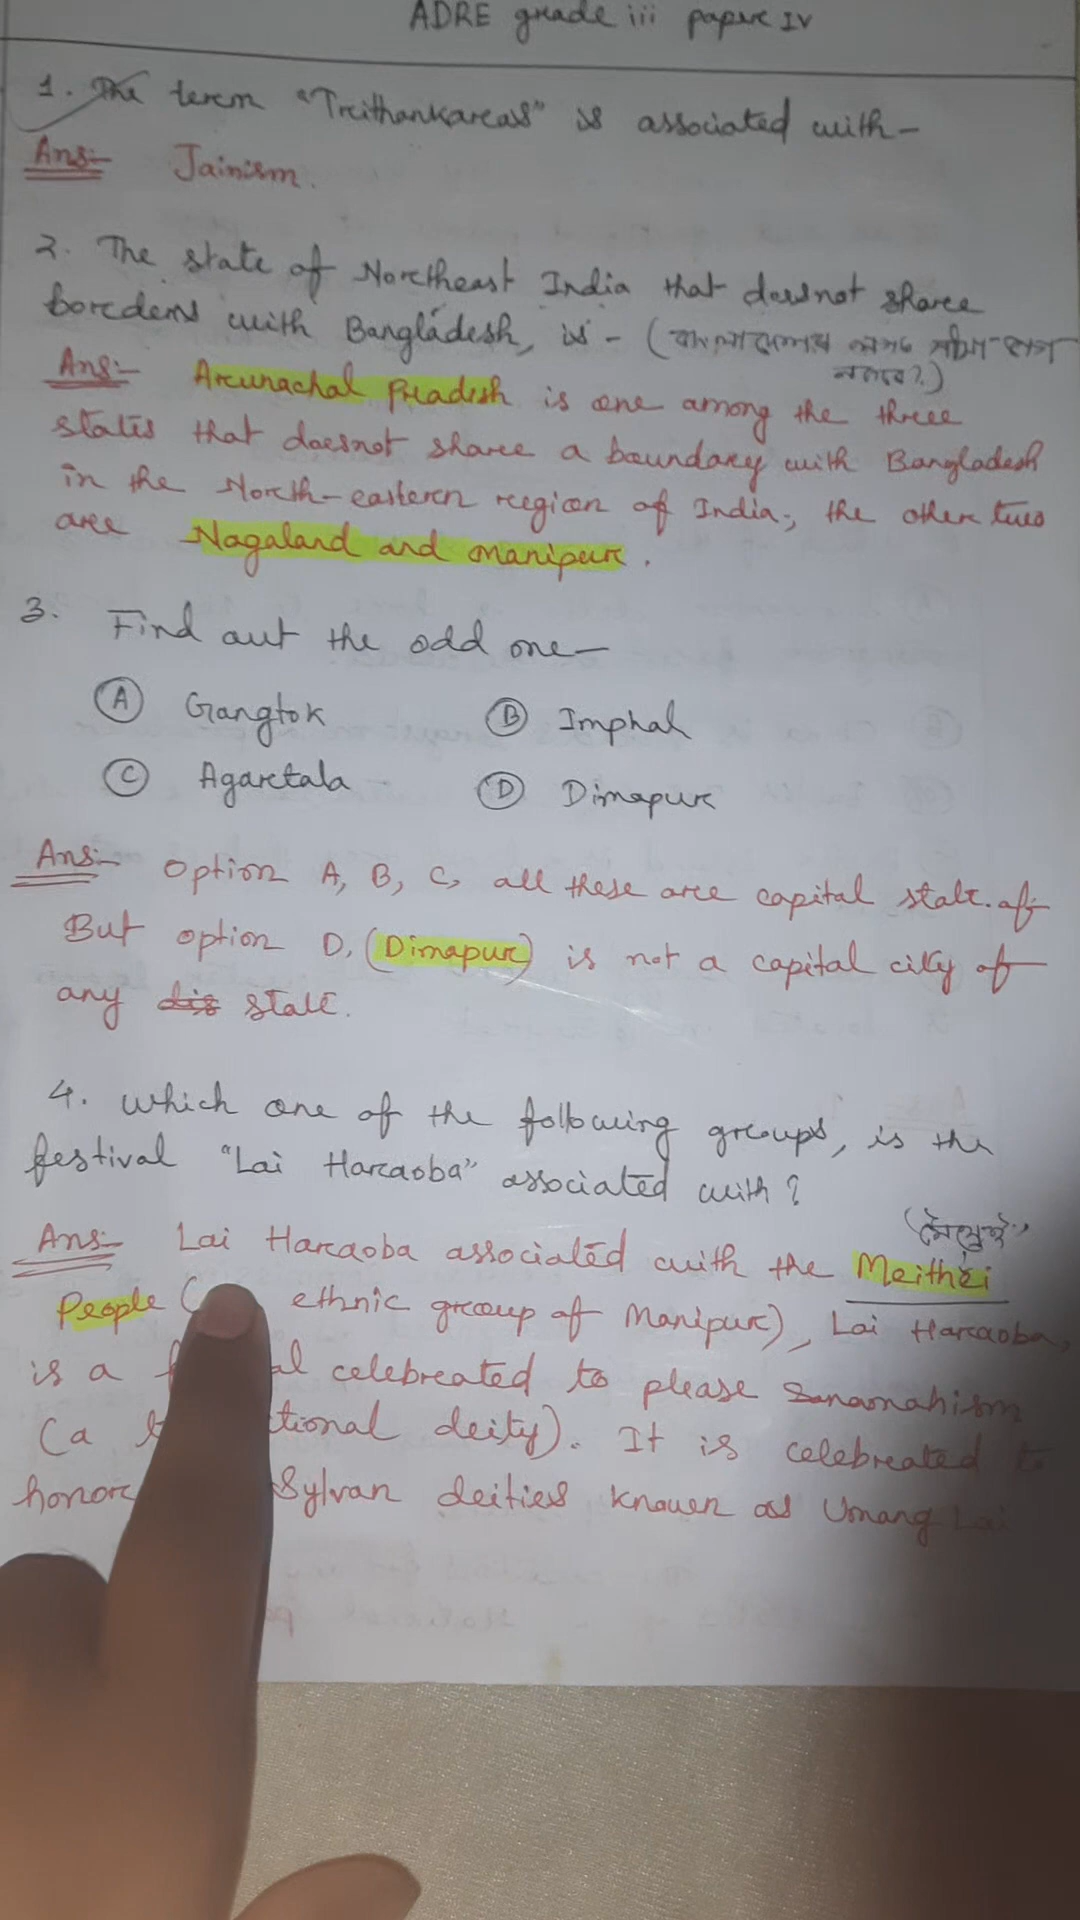 ADRE grade iii paper IV
1. The term "Treithankaras" is associated with-
Ans:- Jainism.
2. The state of Northeast India that doesnot share
borders with Bangladesh, is - (
Ans:- Arunachal Pradesh is one among the three
states that doesnot share a boundary with Bangladesh
in the North-eastern region of India, the other two
are Nagaland and Manipur.
3. Find out the odd one-
A Gangtok B Imphal
C Agartala D Dimapur
Ans:- Option A, B, C, all these are capital state. of
But option D. (Dimapur) is not a capital city of
any dis state.
4. Which one of the following groups, is the
festival "Lai Haraoba" associated with?
Ans:- Lai Haraoba associated with the Meithei
People ( ethnic group of Manipur), Lai Haraoba,
is a f al celebreated to please Sanamahism
(a t tional deity). It is celebreated to
honor Sylvan deities known as Umang Lai